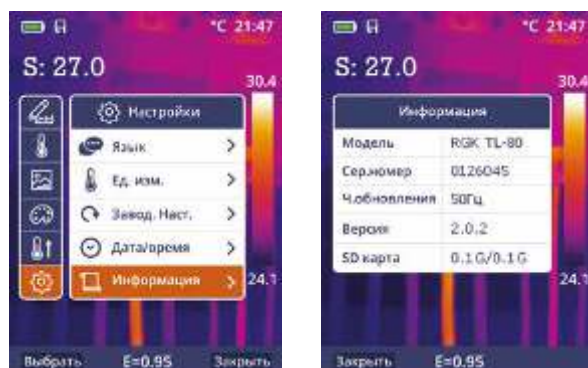 °C 21:47
S: 27.0
30.4
Настройки
Язык
Ед. изм.
Завод. Наст.
Дата/время
Информация
24.1
Выбрать E=0.95 Закрыть
°C 21:47
S: 27.0
30.4
Информация
Модель RGK TL-80
Сер.номер 0126045
Ч.обновления 50Гц
Версия 2.0.2
SD карта 0.1G/0.1G
24.1
Закрыть E=0.95